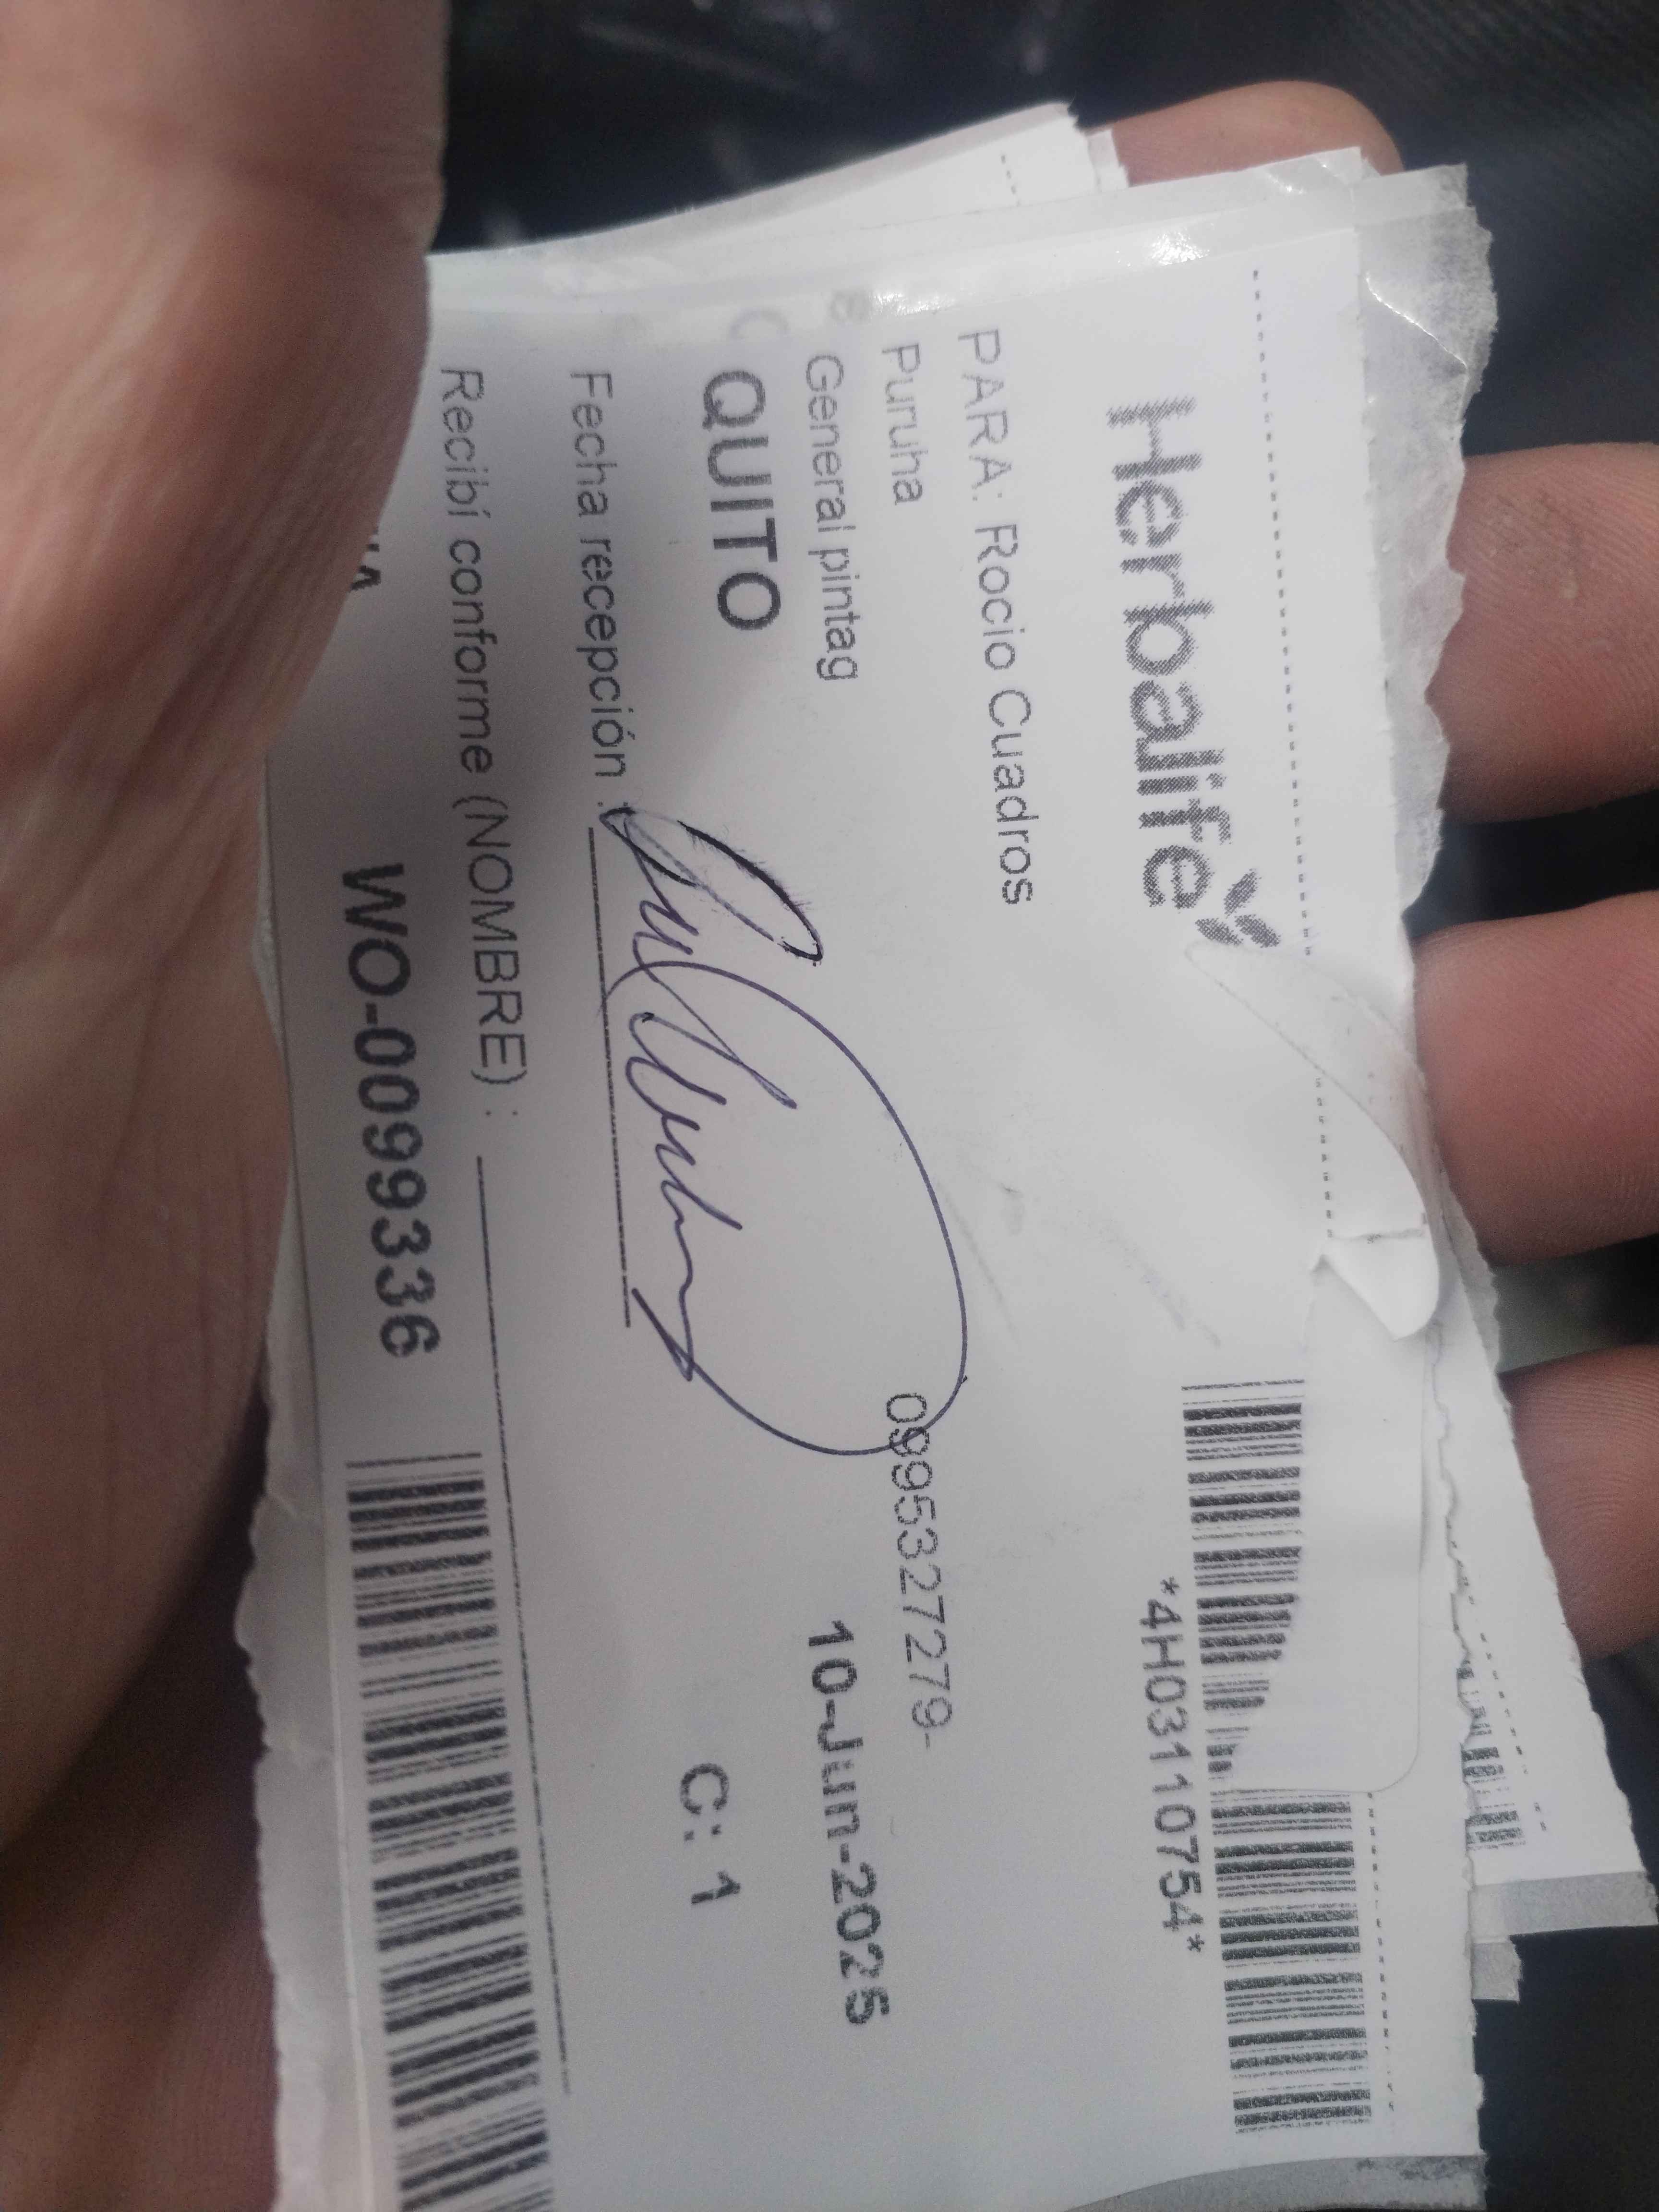 Herbalife
*4H03110754*
PARA: Rocio Cuadros
Puruha
0995327279-
General pintag
10-Jun-2025
QUITO
C: 1
Fecha recepción :
Recibí conforme (NOMBRE) :
WO-0099336